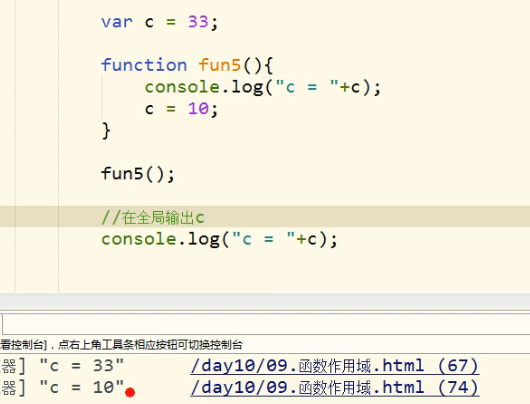 var c = 33;
function fun5(){
console.log("c = "+c);
c = 10;
}
fun5();
//在全局输出c
console.log("c = "+c);
看控制台]，点右上角工具条相应按钮可切换控制台
器] "c = 33" /day10/09.函数作用域.html (67)
器] "c = 10" /day10/09.函数作用域.html (74)